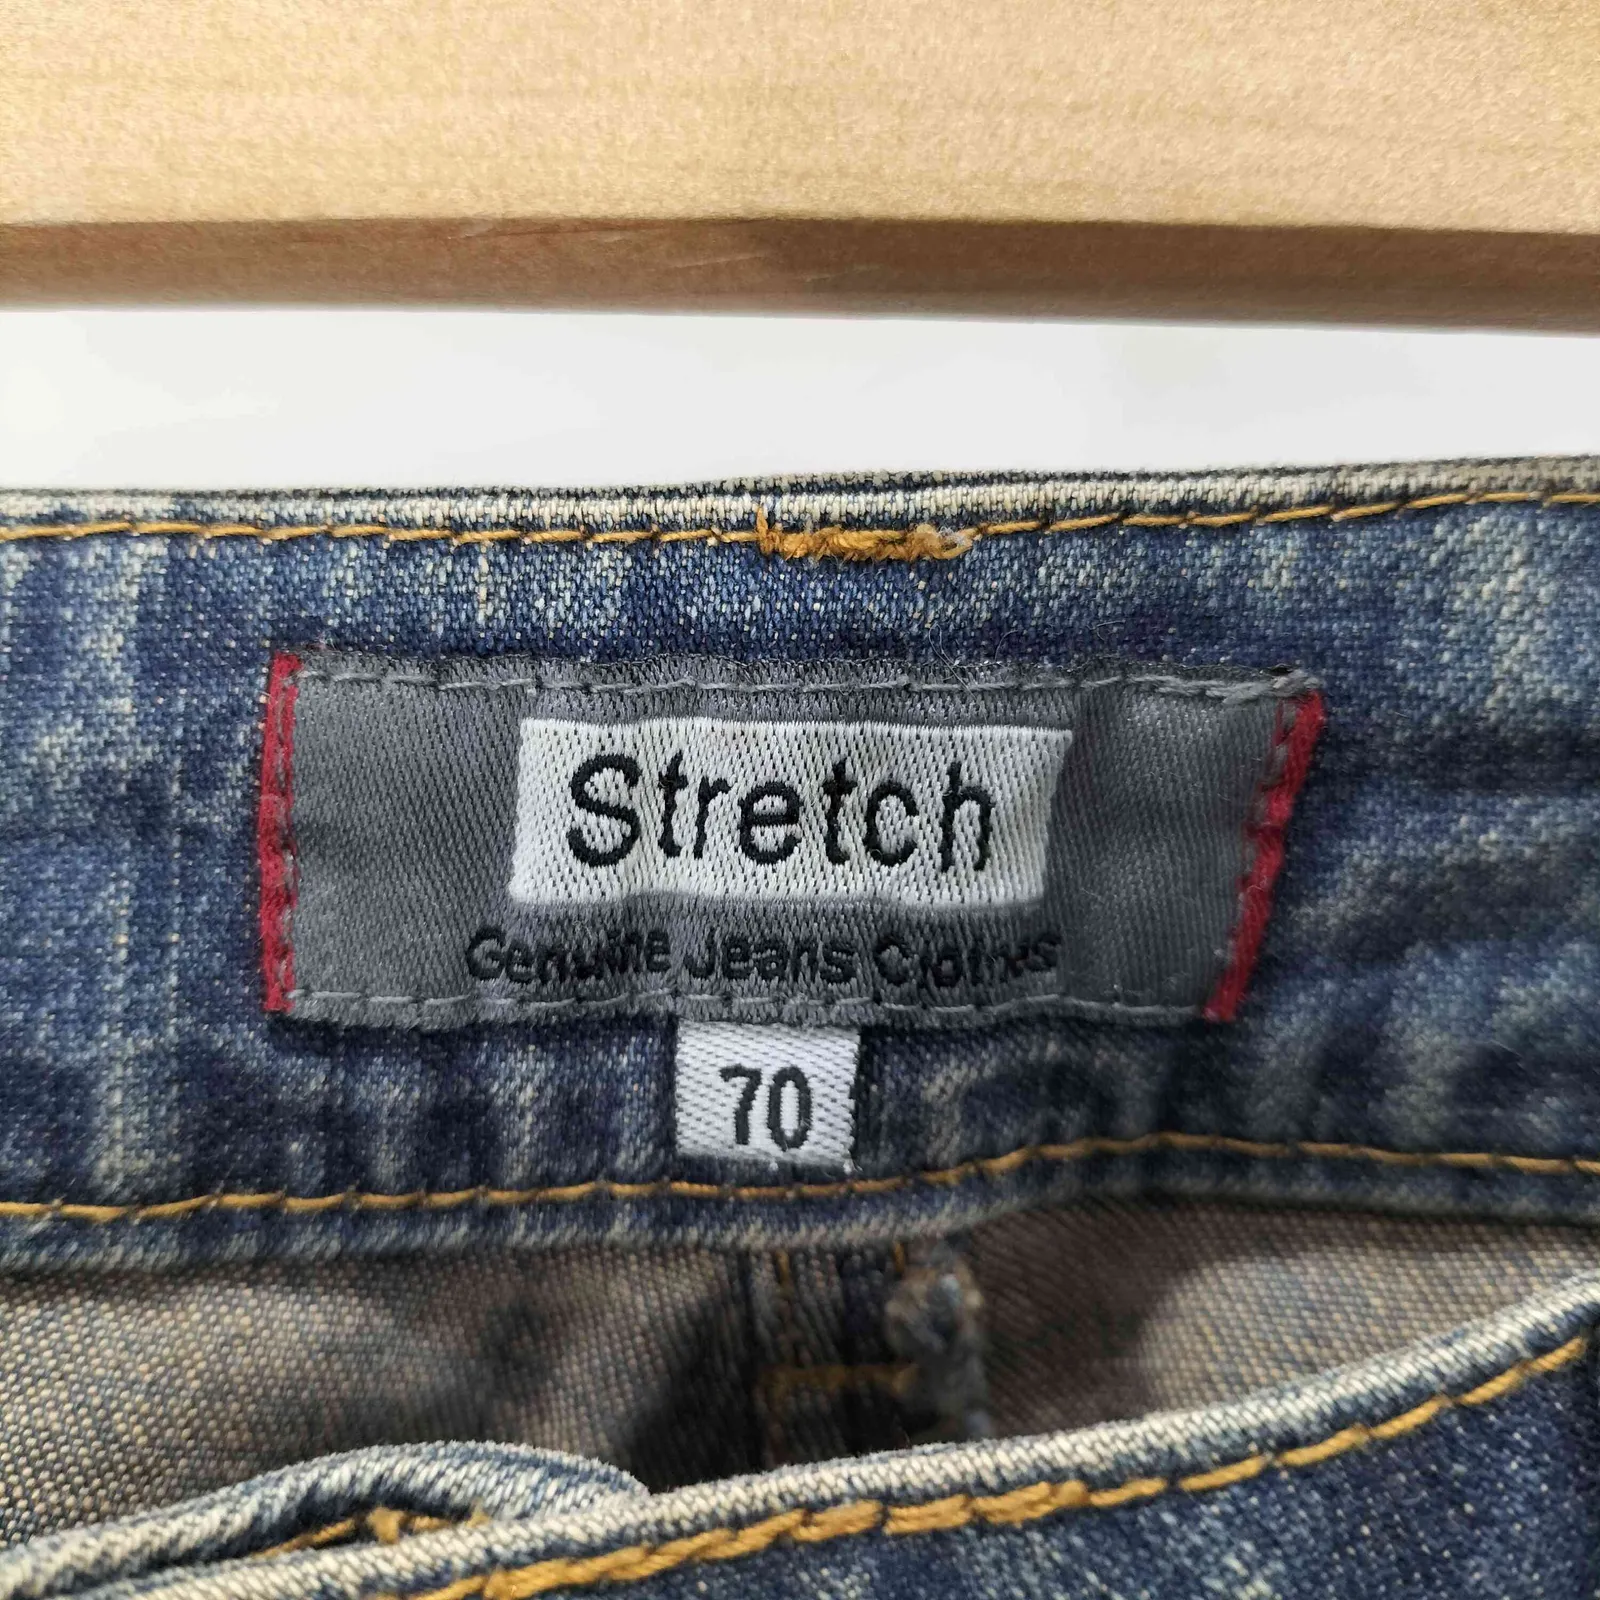 Stretch
Genuine Jeans Clothes
70